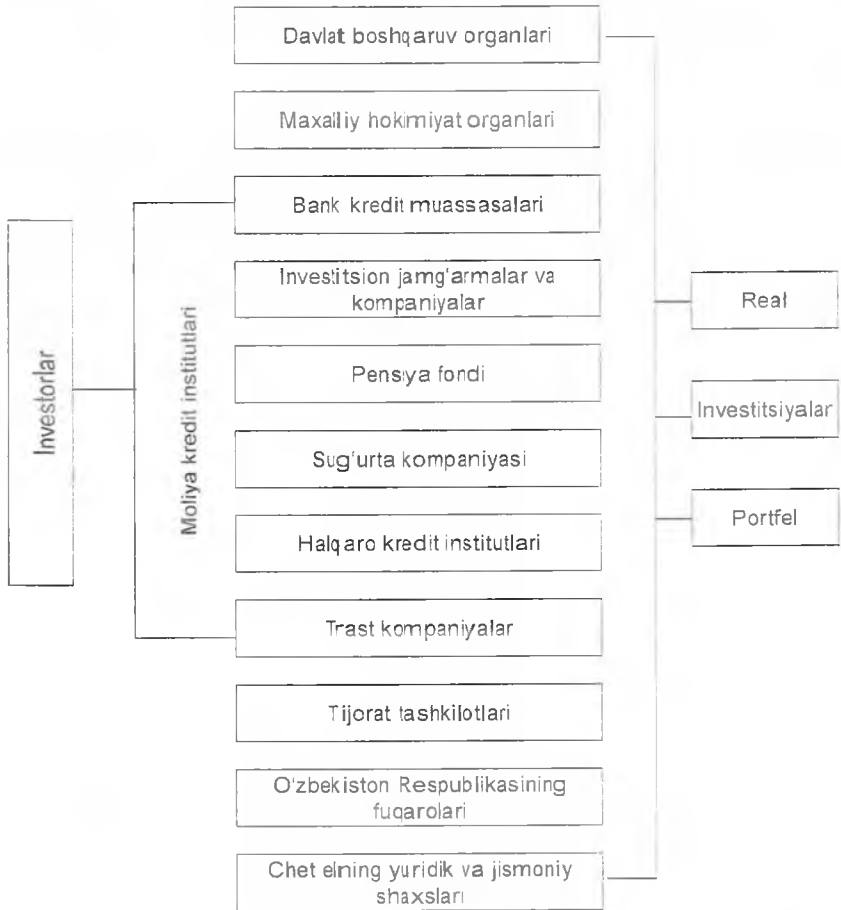 Davlat boshqaruv organlari
Maxalliy hokimiyat organlari
Bank kredit muassasalari
Investitsion jamg'armalar va
kompaniyalar
Pensiya fondi
Sug'urta kompaniyasi
Halqaro kredit institutlari
Trast kompaniyalar
Tijorat tashkilotlari
O'zbekiston Respublikasining
fuqarolari
Chet elning yuridik va jismoniy
shaxslari
Investorlar
Moliya kredit institutlari
Real
Investitsiyalar
Portfel